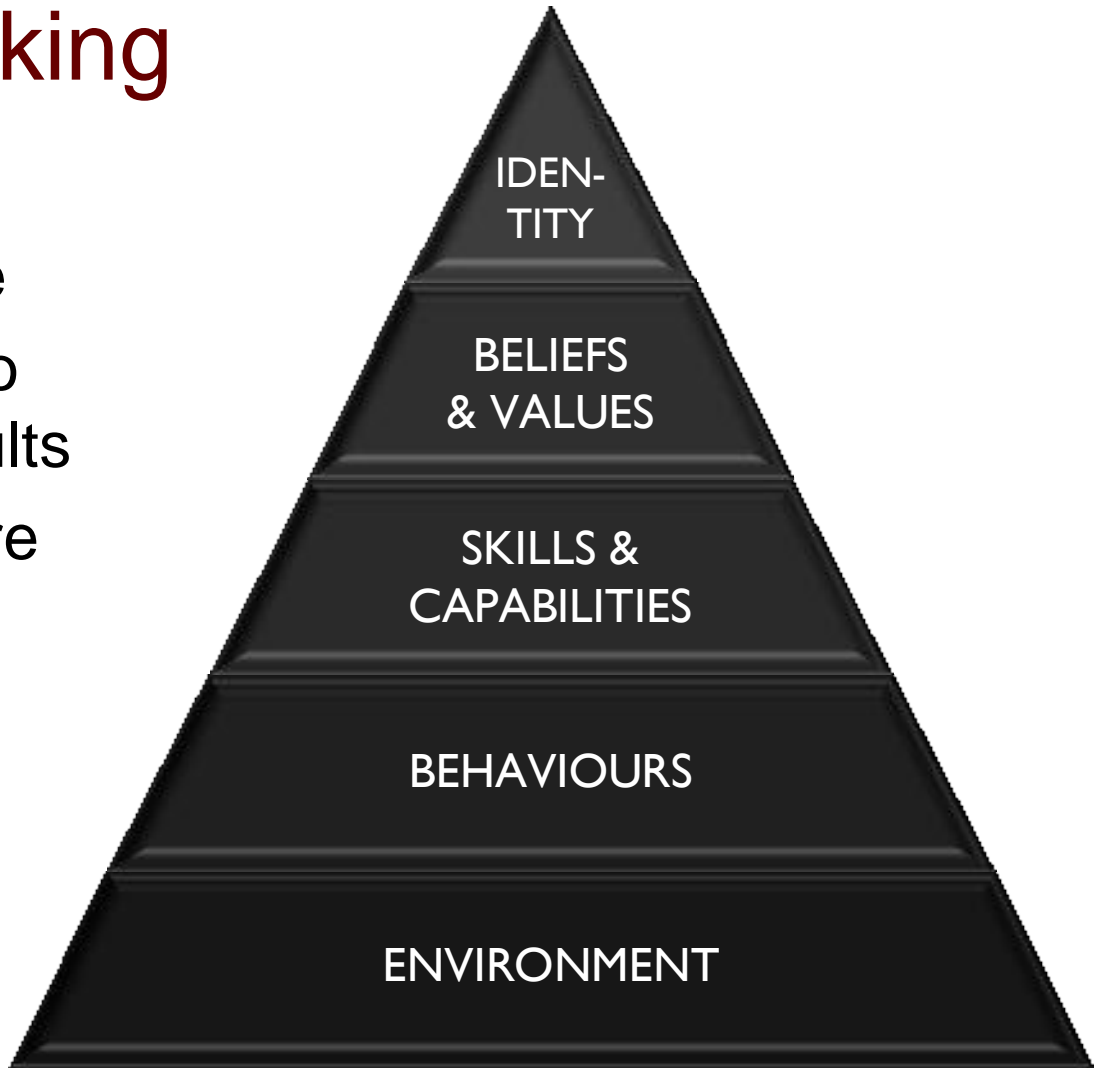 king
e
o
ults
re
IDEN-
TITY
BELIEFS
& VALUES
SKILLS &
CAPABILITIES
BEHAVIOURS
ENVIRONMENT